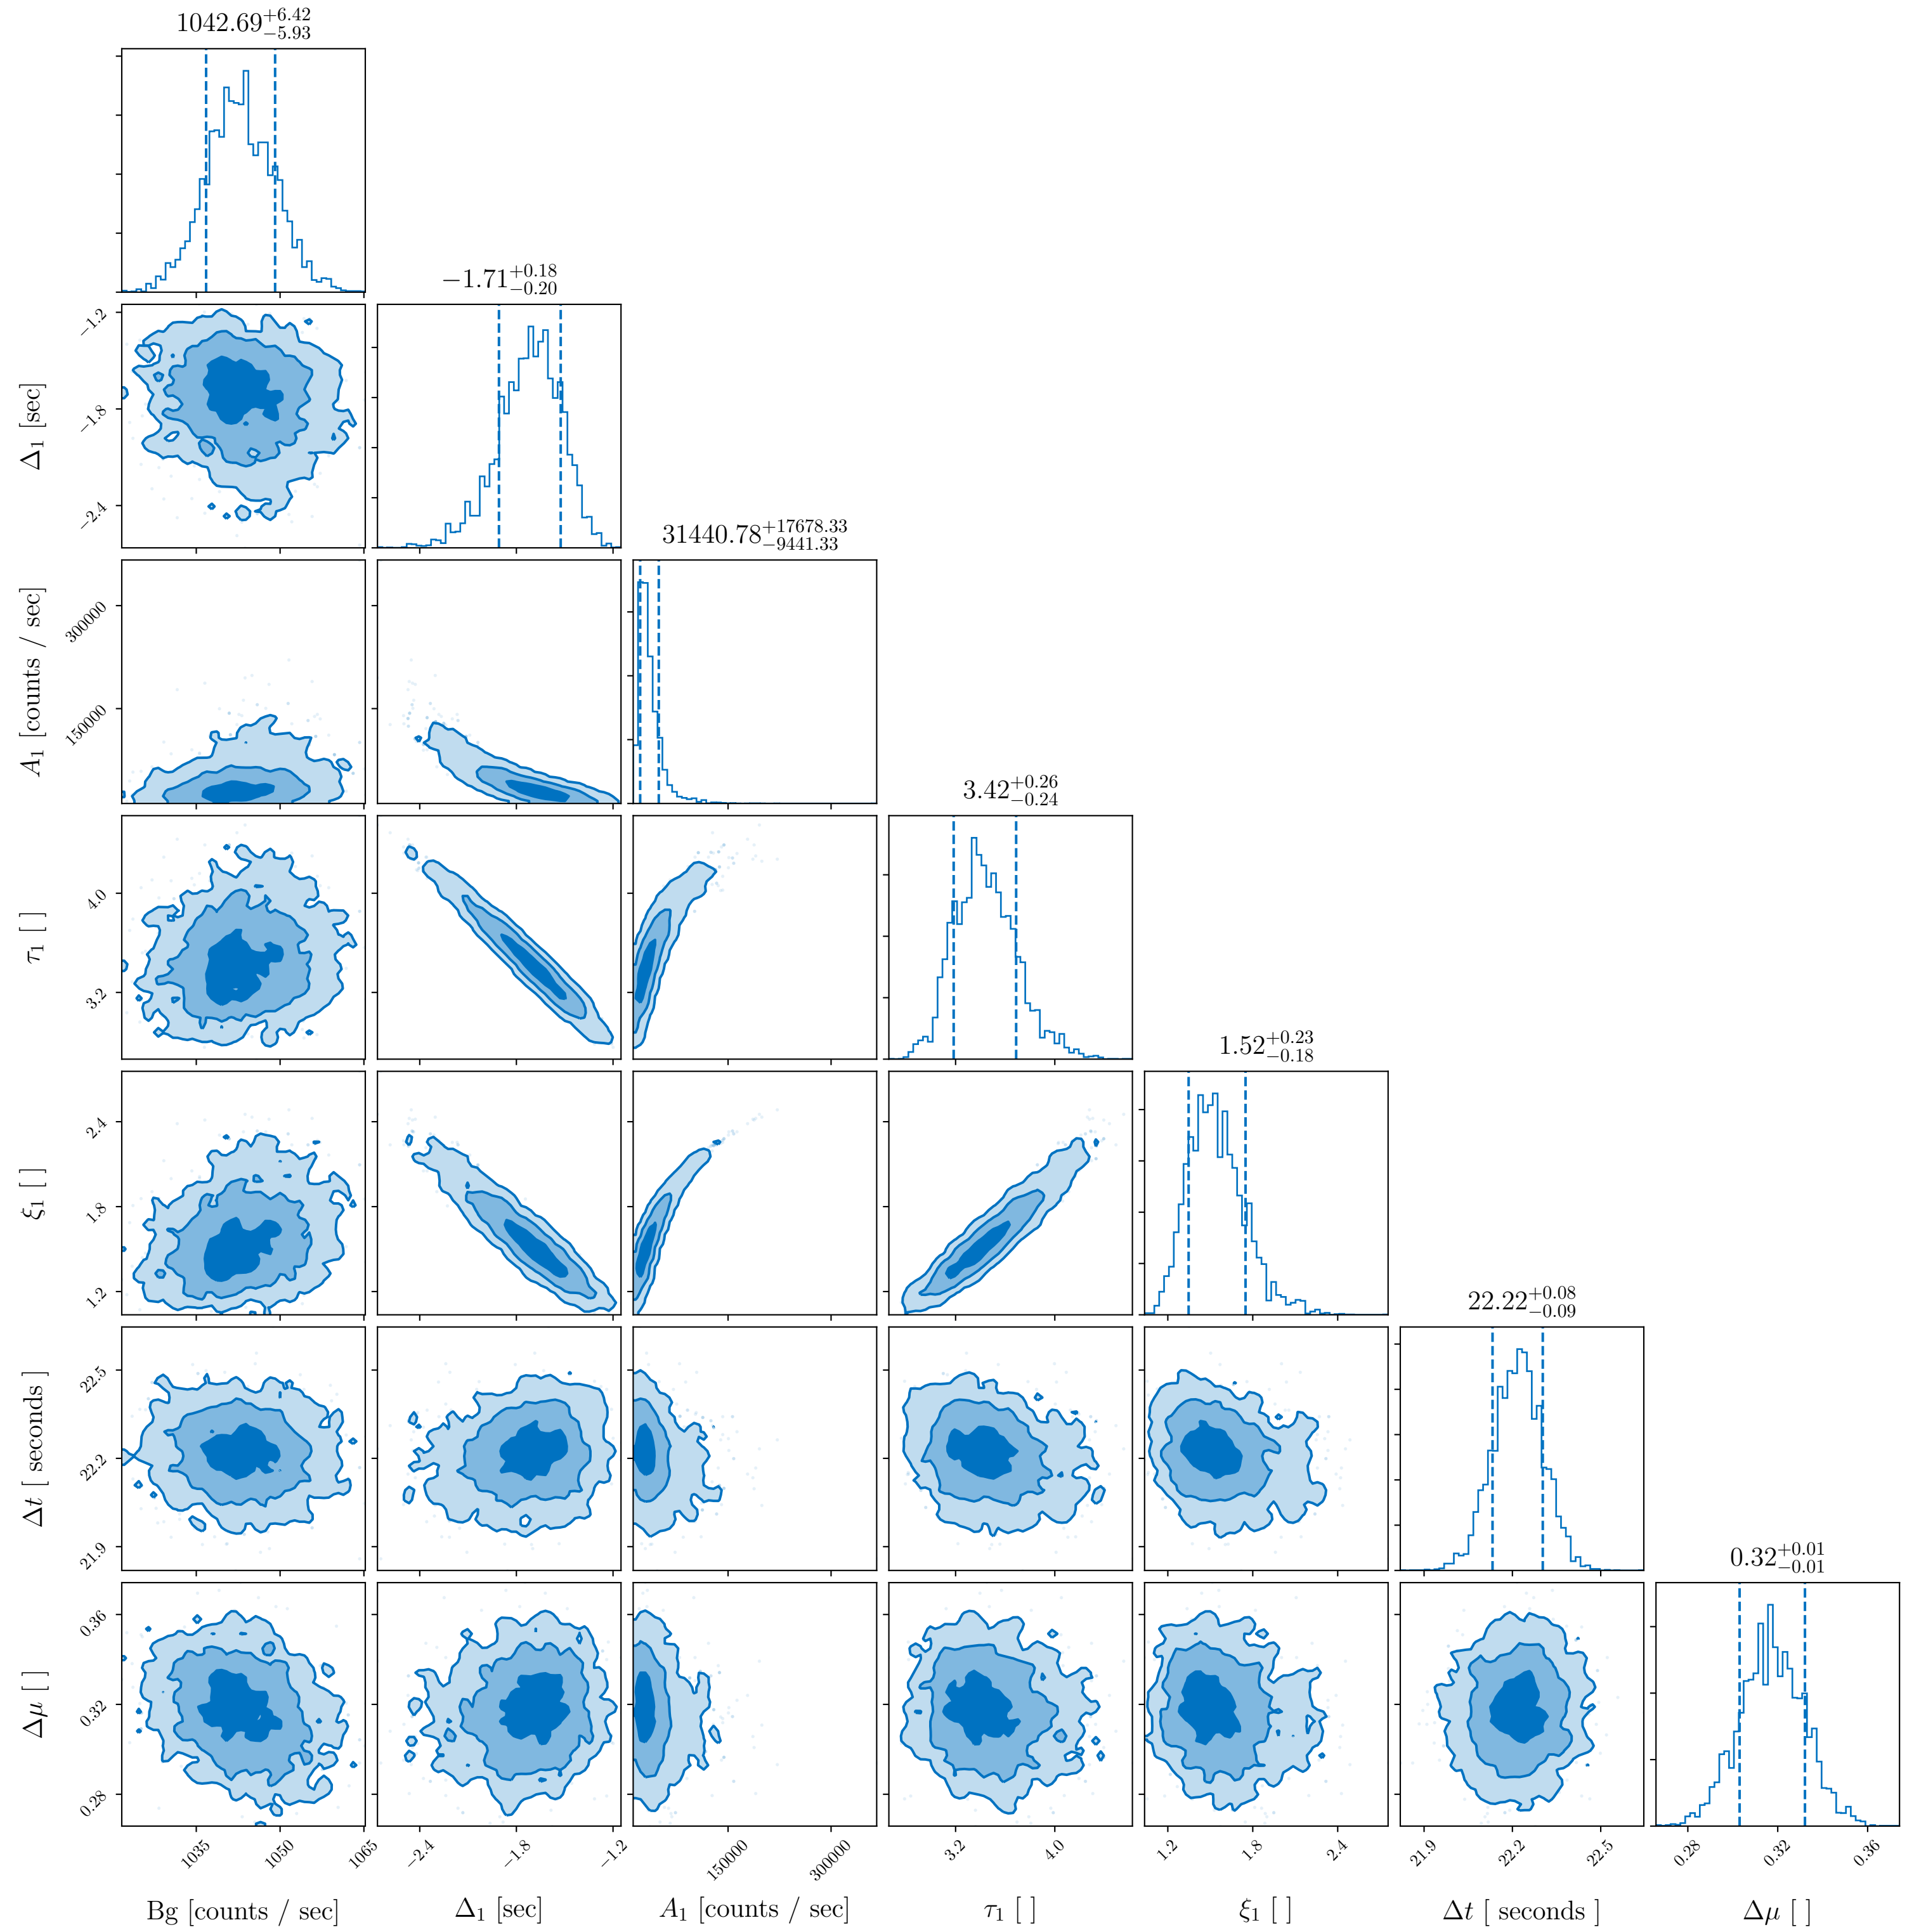 1042.69+6.42−5.93
−1.71+0.18−0.20
−1.2
−1.8
−2.4
Δ1 [sec]
31440.78+17678.33−9441.33
300000
150000
A1 [counts / sec]
3.42+0.26−0.24
4.0
3.2
τ1 [ ]
1.52+0.23−0.18
2.4
1.8
1.2
ξ1 [ ]
22.22+0.08−0.09
22.5
22.2
21.9
Δt [ seconds ]
0.32+0.01−0.01
0.36
0.32
0.28
Δμ [ ]
1035 1050 1065 −2.4 −1.8 −1.2 150000 300000 3.2 4.0 1.2 1.8 2.4 21.9 22.2 22.5 0.28 0.32 0.36
Bg [counts / sec] Δ1 [sec] A1 [counts / sec] τ1 [ ] ξ1 [ ] Δt [ seconds ] Δμ [ ]